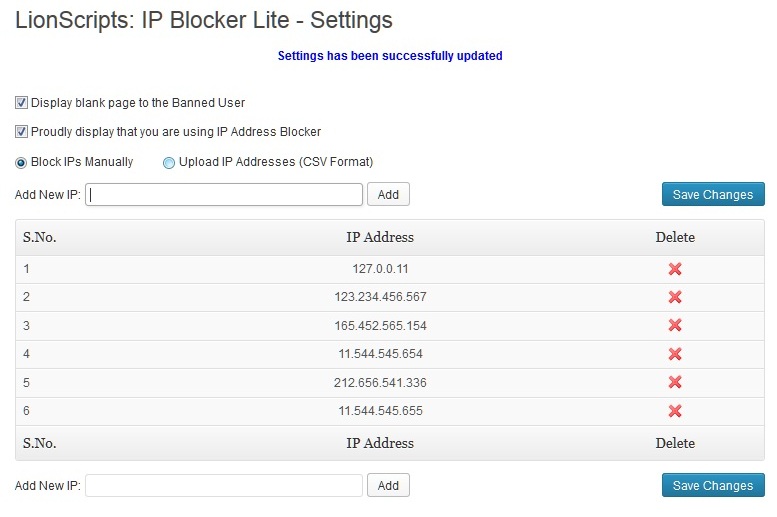 LionScripts: IP Blocker Lite - Settings
Settings has been successfully updated
Display blank page to the Banned User
Proudly display that you are using IP Address Blocker
Block IPs Manually Upload IP Addresses (CSV Format)
Add New IP: Add Save Changes
S.No. IP Address Delete
1 127.0.0.11
2 123.234.456.567
3 165.452.565.154
4 11.544.545.654
5 212.656.541.336
6 11.544.545.655
S.No. IP Address Delete
Add New IP: Add Save Changes